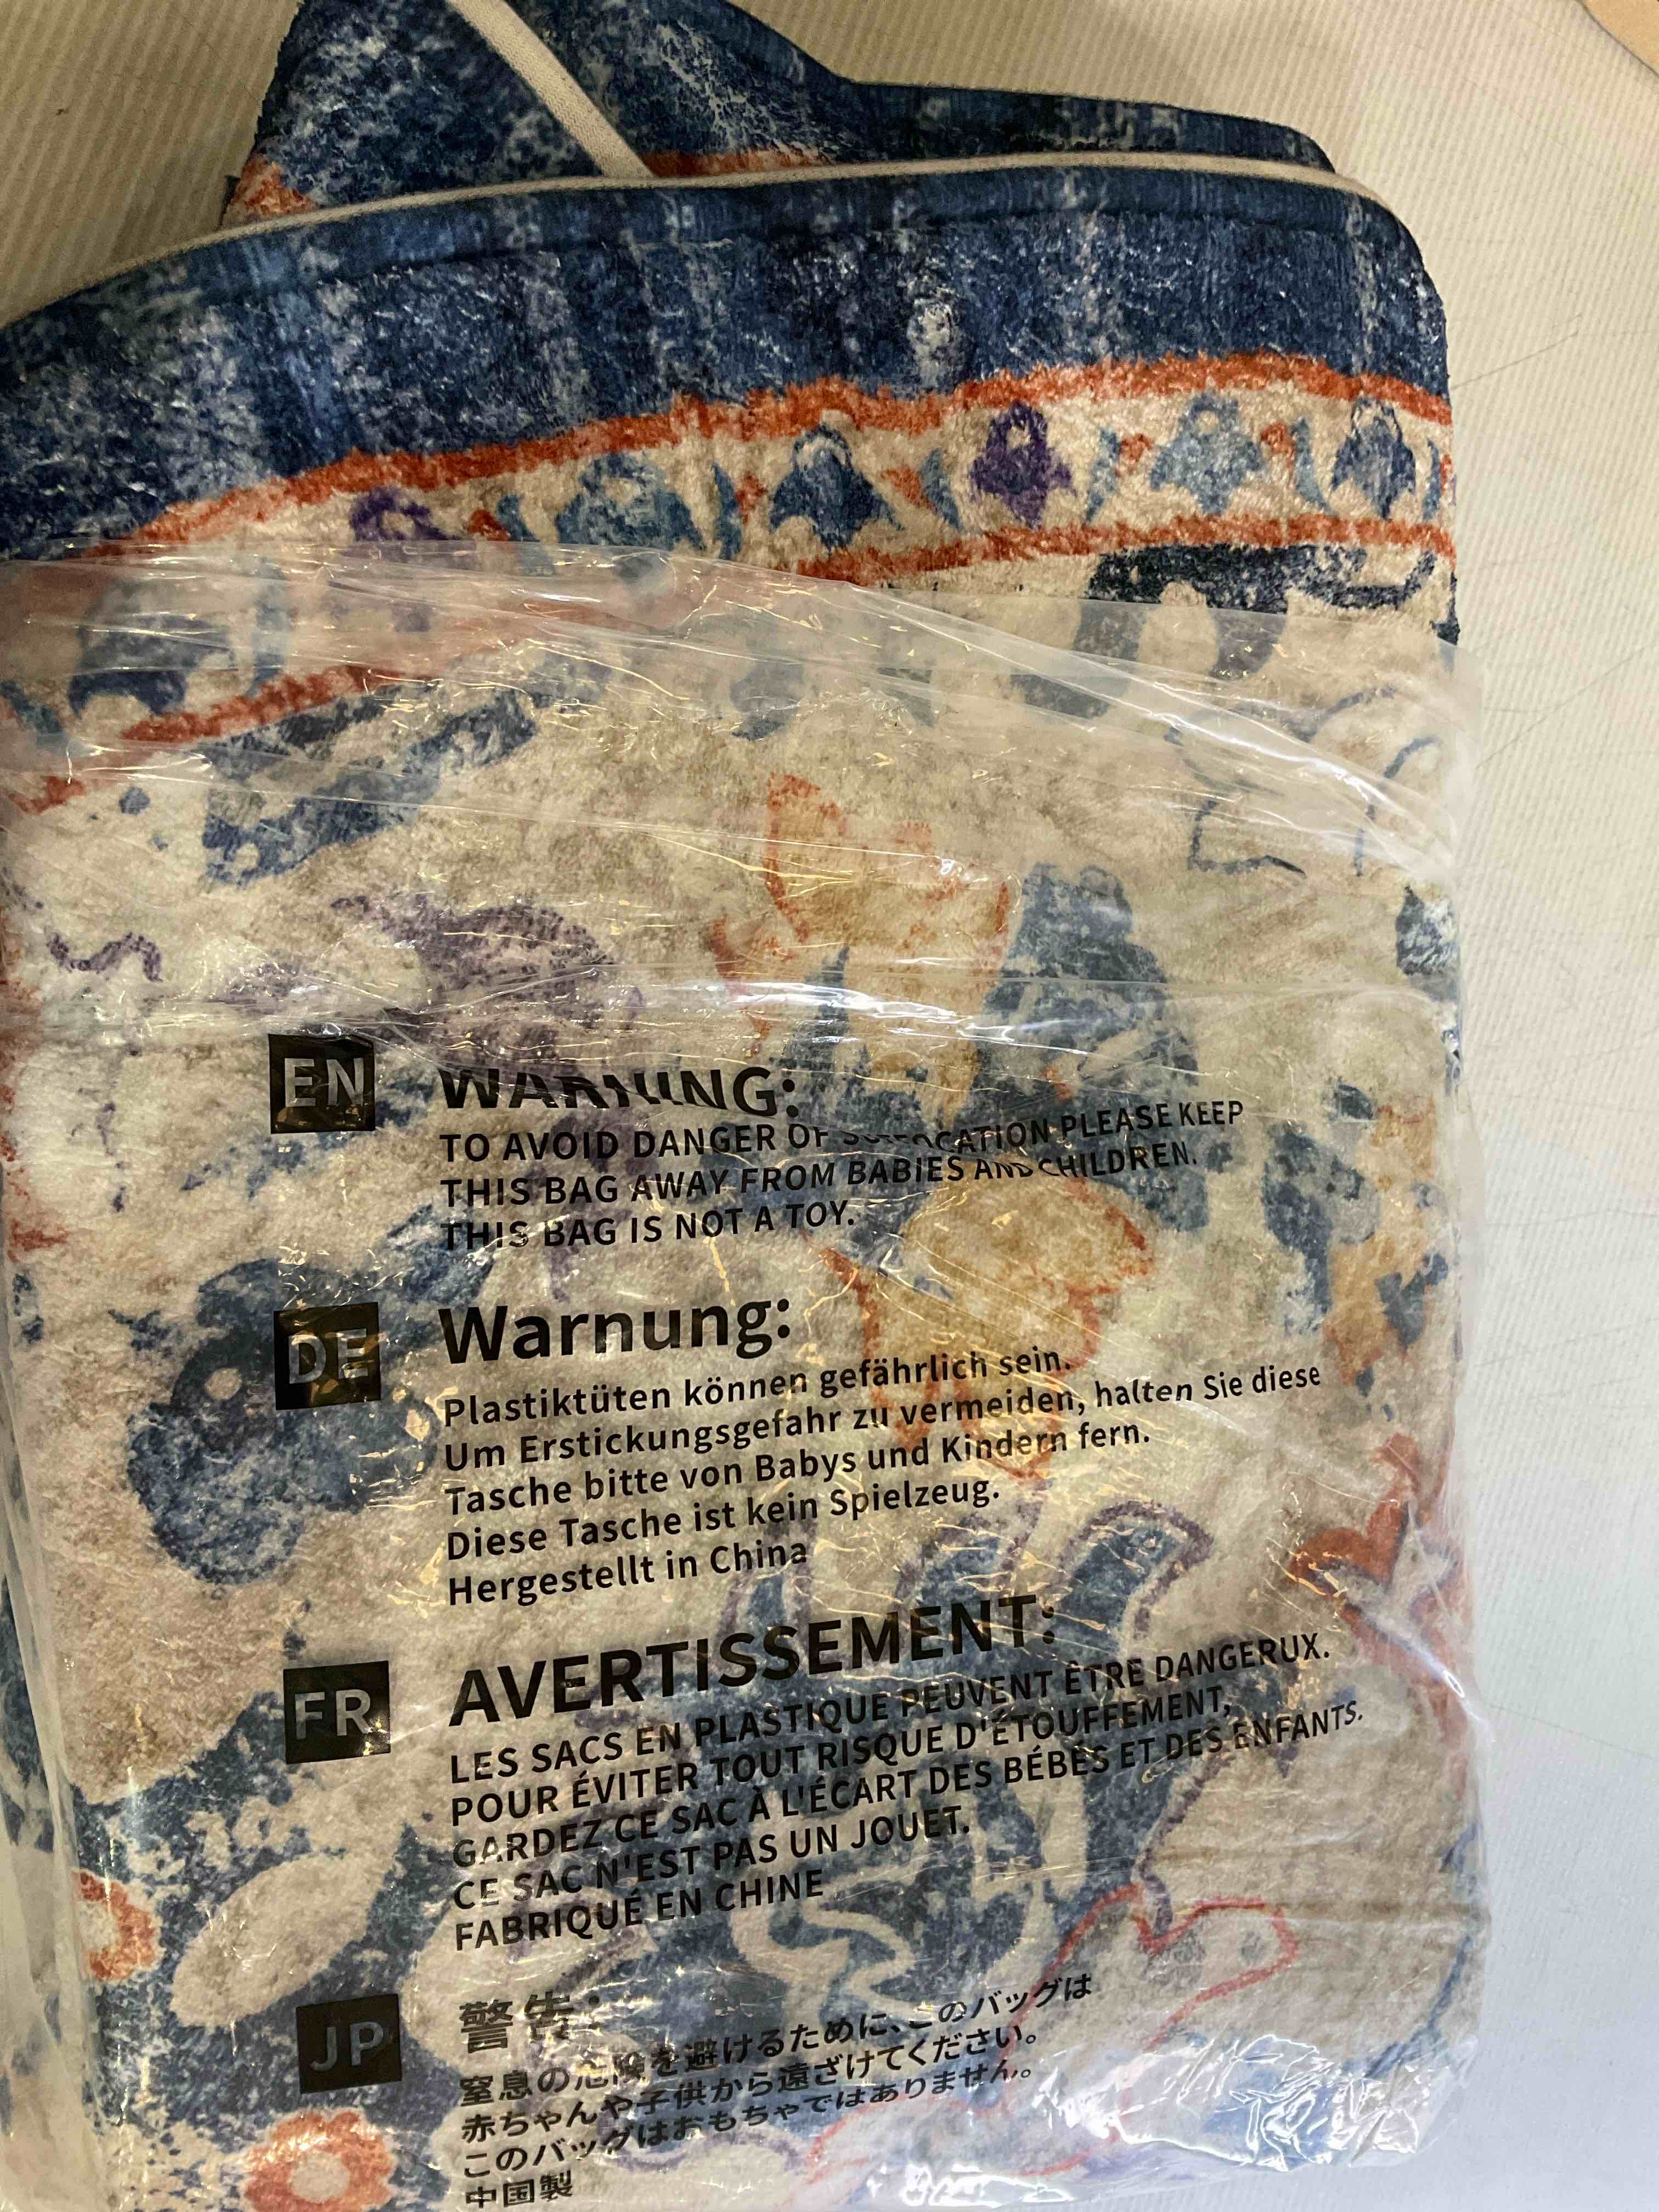 EN
WARNING:
TO AVOID DANGER OF SUFFOCATION PLEASE KEEP
THIS BAG AWAY FROM BABIES AND CHILDREN.
THIS BAG IS NOT A TOY.
DE
Warnung:
Plastiktüten können gefährlich sein.
Um Erstickungsgefahr zu vermeiden, halten Sie diese
Tasche bitte von Babys und Kindern fern.
Diese Tasche ist kein Spielzeug.
Hergestellt in China
FR
AVERTISSEMENT:
LES SACS EN PLASTIQUE PEUVENT ÊTRE DANGERUX.
POUR ÉVITER TOUT RISQUE D'ÉTOUFFEMENT,
GARDEZ CE SAC À L'ÉCART DES BÉBÉS ET DES ENFANTS.
CE SAC N'EST PAS UN JOUET.
FABRIQUÉ EN CHINE
JP
警告:
窒息の危険を避けるために、このバッグは
赤ちゃんや子供から遠ざけてください。
このバッグはおもちゃではありません。
中国製